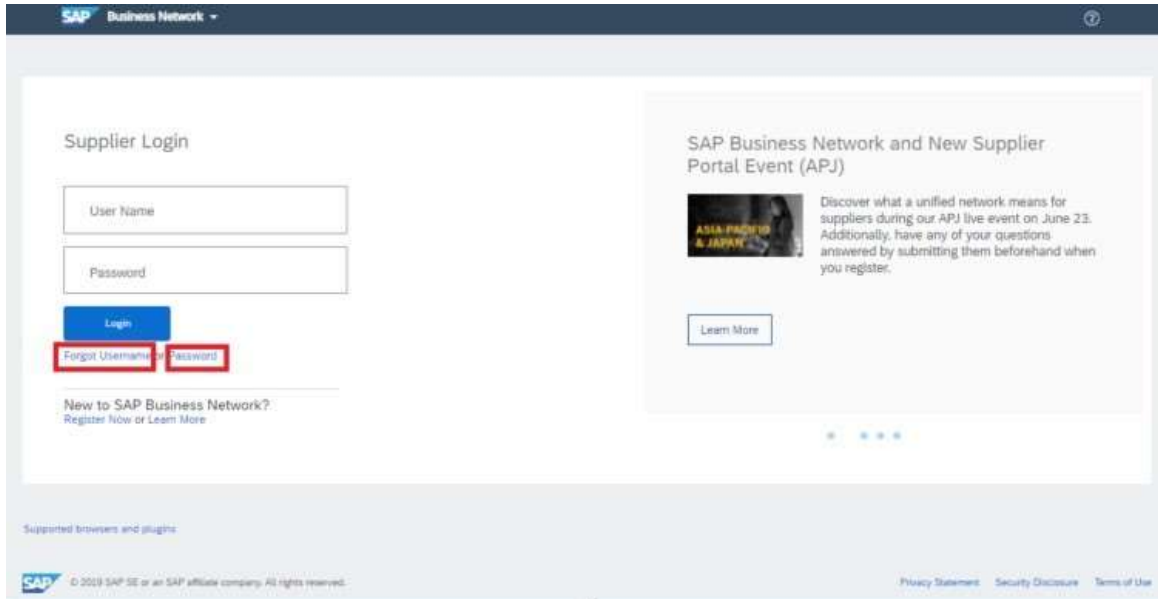 SAP Business Network
Supplier Login
User Name
Password
Login
Forgot Username or Password
New to SAP Business Network?
Register Now or Learn More
SAP Business Network and New Supplier
Portal Event (APJ)
ASIA-PACIFIC
& JAPAN
Discover what a unified network means for
suppliers during our APJ live event on June 23.
Additionally, have any of your questions
answered by submitting them beforehand when
you register.
Learn More
Supported browsers and plugins
SAP © 2019 SAP SE or an SAP affiliate company. All rights reserved.
Privacy Statement Security Disclosure Terms of Use